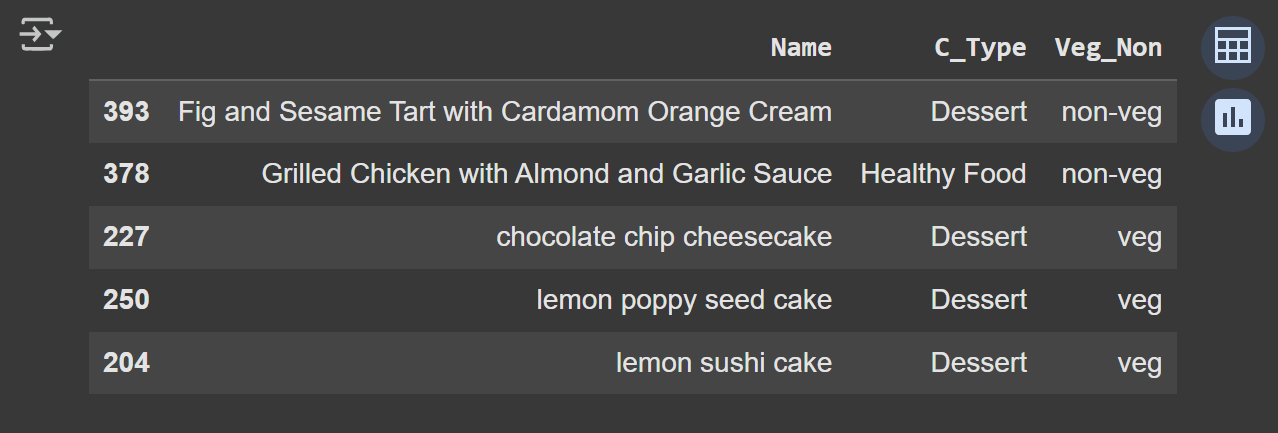 Name C_Type Veg_Non
393 Fig and Sesame Tart with Cardamom Orange Cream Dessert non-veg
378 Grilled Chicken with Almond and Garlic Sauce Healthy Food non-veg
227 chocolate chip cheesecake Dessert veg
250 lemon poppy seed cake Dessert veg
204 lemon sushi cake Dessert veg